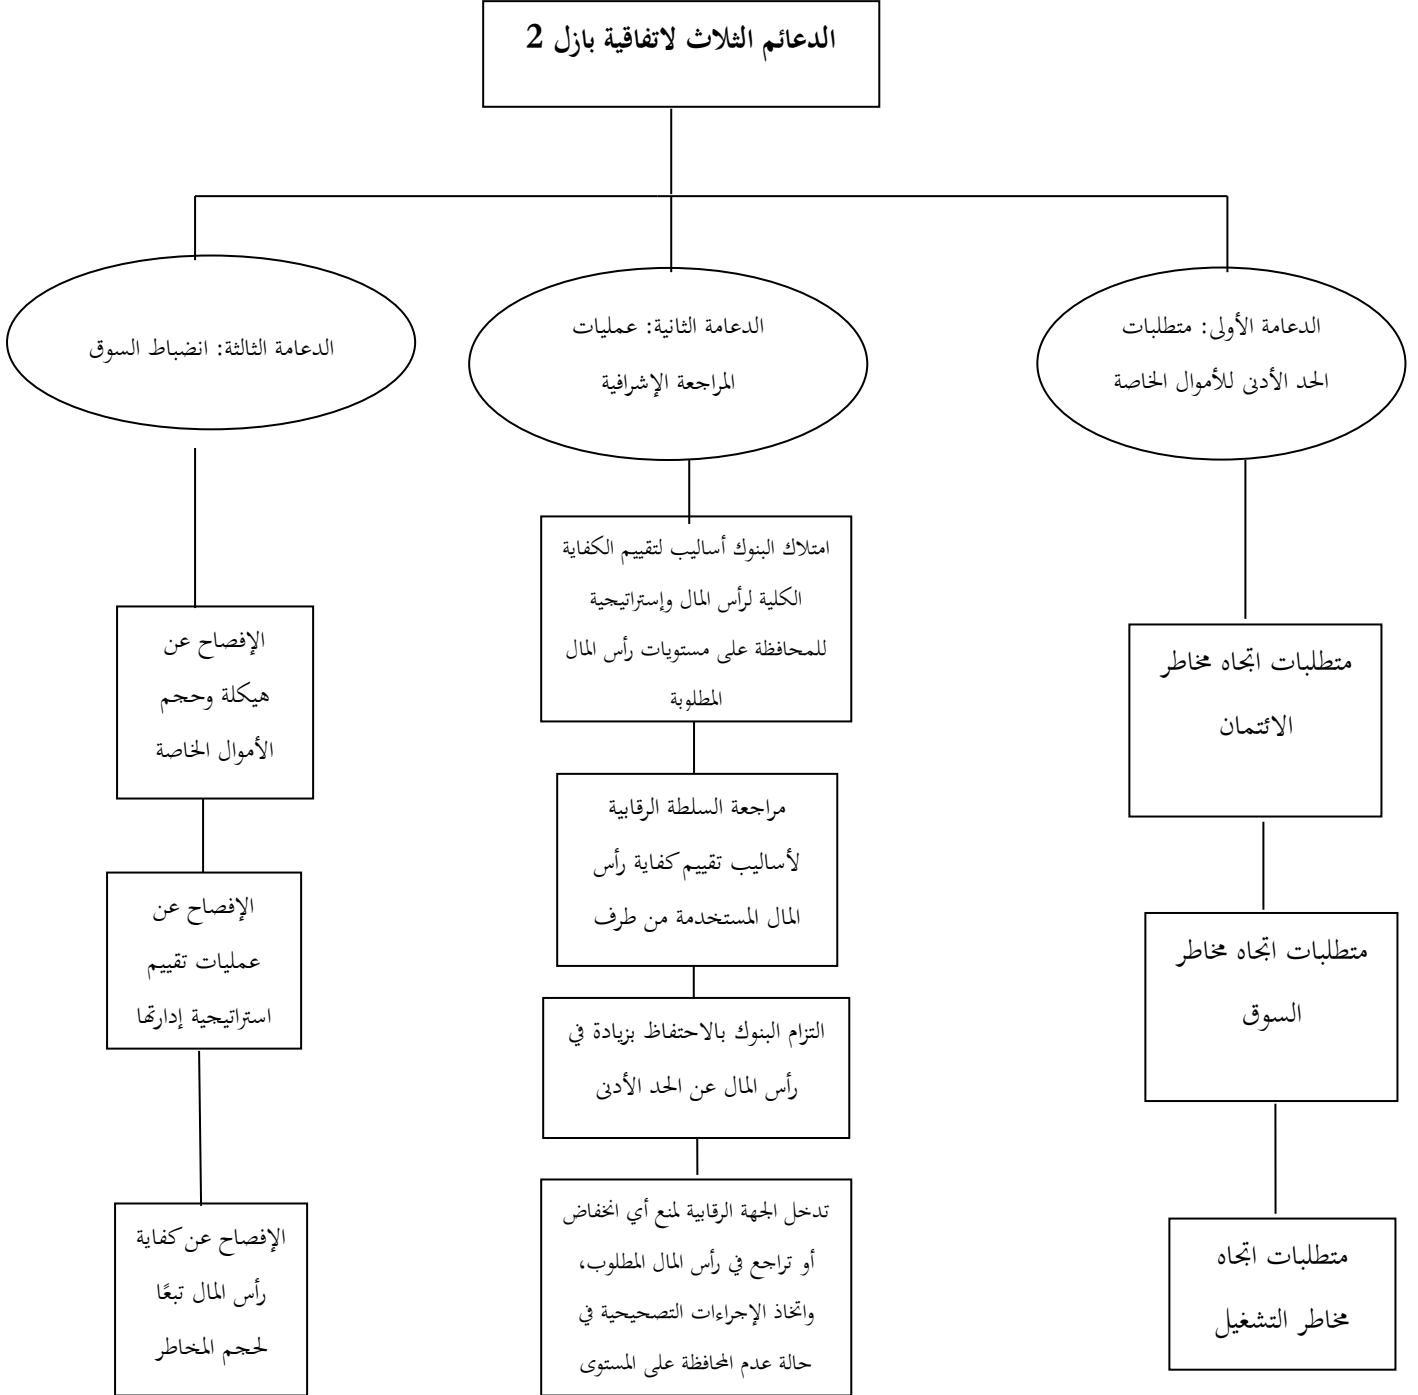 الدعائم الثلاث لاتفاقية بازل 2
الدعامة الأولى: متطلبات
الحد الأدنى للأموال الخاصة
متطلبات اتجاه مخاطر
الائتمان
متطلبات اتجاه مخاطر
السوق
متطلبات اتجاه
مخاطر التشغيل
الدعامة الثانية: عمليات
المراجعة الإشرافية
امتلاك البنوك أساليب لتقييم الكفاية
الكلية لرأس المال وإستراتيجية
للمحافظة على مستويات رأس المال
المطلوبة
مراجعة السلطة الرقابية
لأساليب تقييم كفاية رأس
المال المستخدمة من طرف
التزام البنوك بالاحتفاظ بزيادة في
رأس المال عن الحد الأدنى
تدخل الجهة الرقابية لمنع أي انخفاض
أو تراجع في رأس المال المطلوب،
واتخاذ الإجراءات التصحيحية في
حالة عدم المحافظة على المستوى
الدعامة الثالثة: انضباط السوق
الإفصاح عن
هيكلة وحجم
الأموال الخاصة
الإفصاح عن
عمليات تقييم
استراتيجية إدارتها
الإفصاح عن كفاية
رأس المال تبعًا
لحجم المخاطر